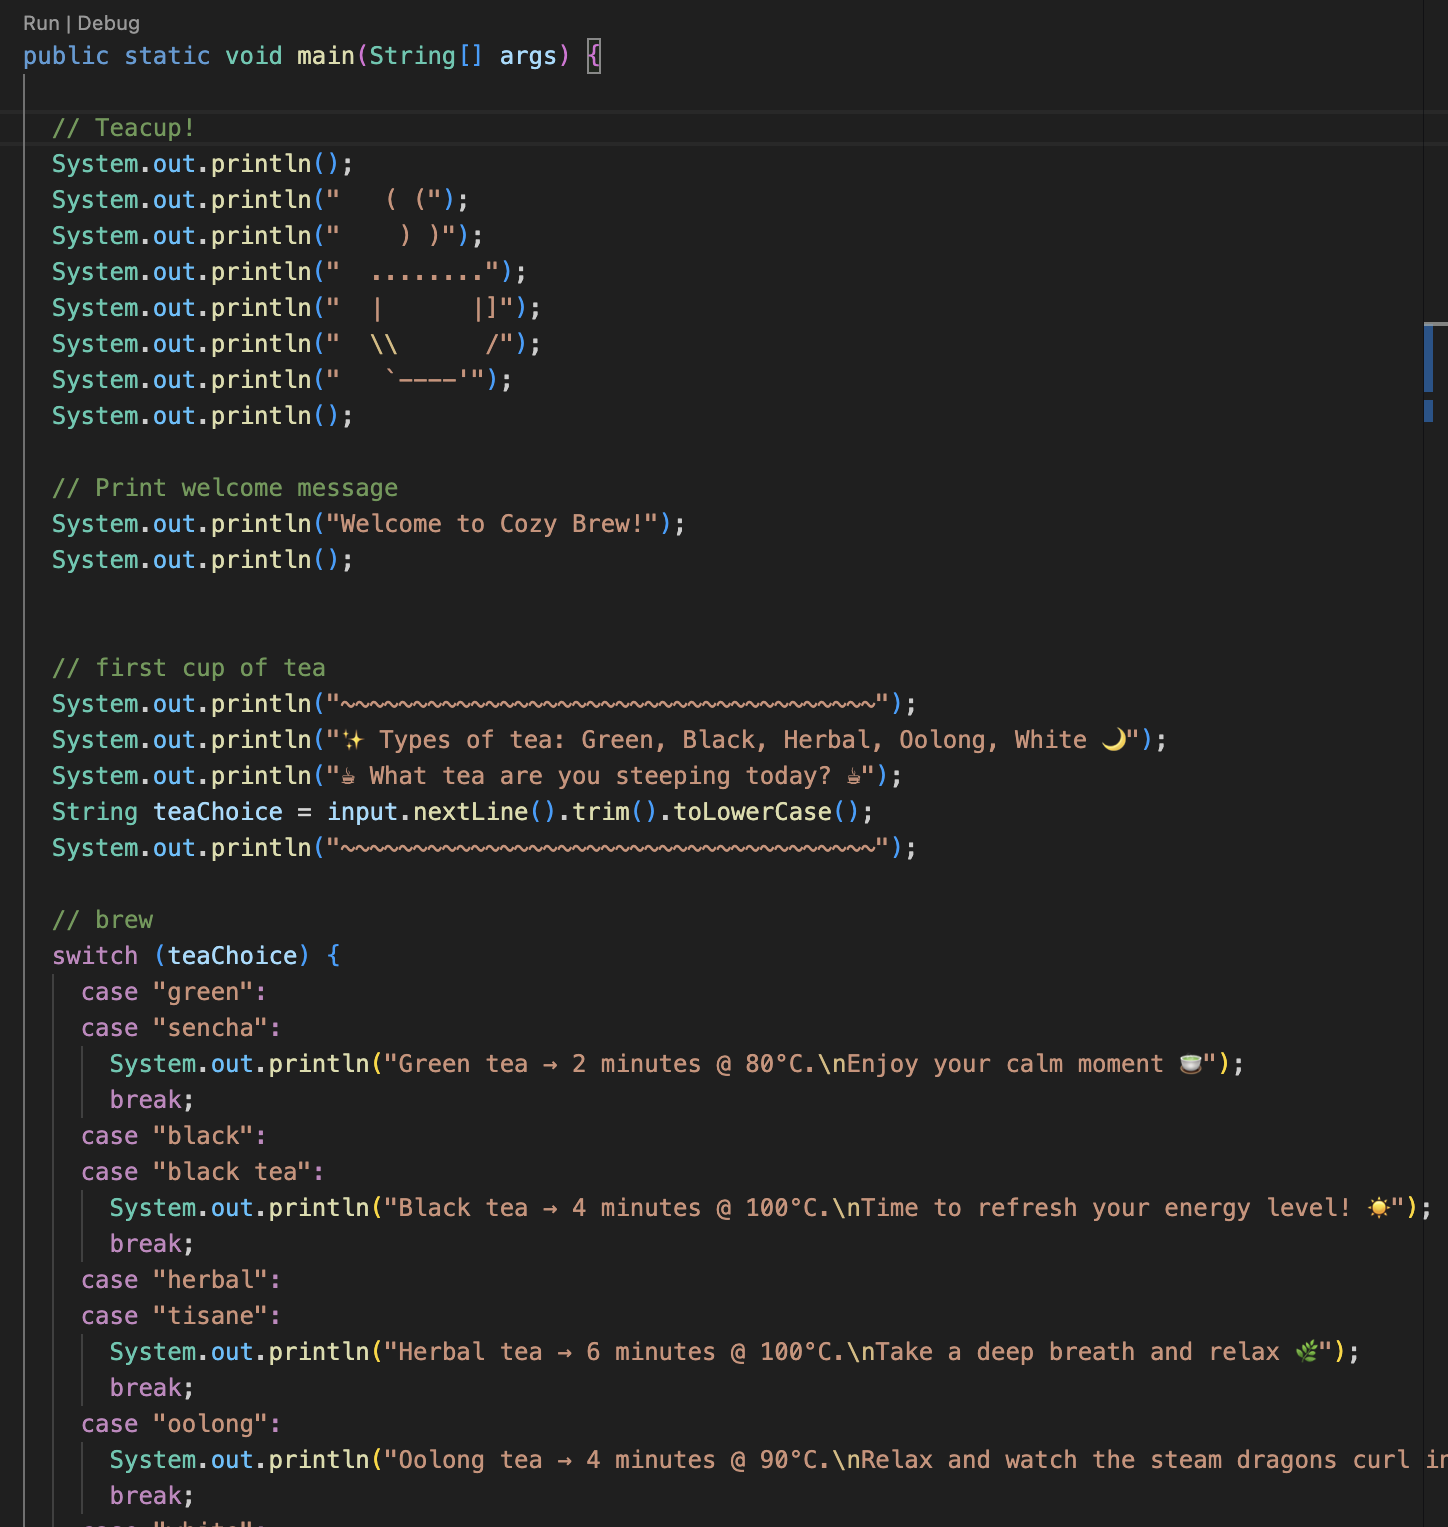 Run | Debug
public static void main(String[] args) {
// Teacup!
System.out.println();
System.out.println("   ( (");
System.out.println("    ) )");
System.out.println("  ........");
System.out.println("  |      |]");
System.out.println("  \\      /");
System.out.println("   `----'");
System.out.println();
// Print welcome message
System.out.println("Welcome to Cozy Brew!");
System.out.println();
// first cup of tea
System.out.println("~~~~~~~~~~~~~~~~~~~~~~~~~~~~~~~~~~~~~");
System.out.println("✨ Types of tea: Green, Black, Herbal, Oolong, White 🌙");
System.out.println("☕ What tea are you steeping today? ☕");
String teaChoice = input.nextLine().trim().toLowerCase();
System.out.println("~~~~~~~~~~~~~~~~~~~~~~~~~~~~~~~~~~~~~");
// brew
switch (teaChoice) {
case "green":
case "sencha":
System.out.println("Green tea → 2 minutes @ 80°C.\nEnjoy your calm moment 🍵");
break;
case "black":
case "black tea":
System.out.println("Black tea → 4 minutes @ 100°C.\nTime to refresh your energy level! ☀️");
break;
case "herbal":
case "tisane":
System.out.println("Herbal tea → 6 minutes @ 100°C.\nTake a deep breath and relax 🌿");
break;
case "oolong":
System.out.println("Oolong tea → 4 minutes @ 90°C.\nRelax and watch the steam dragons curl in
break;